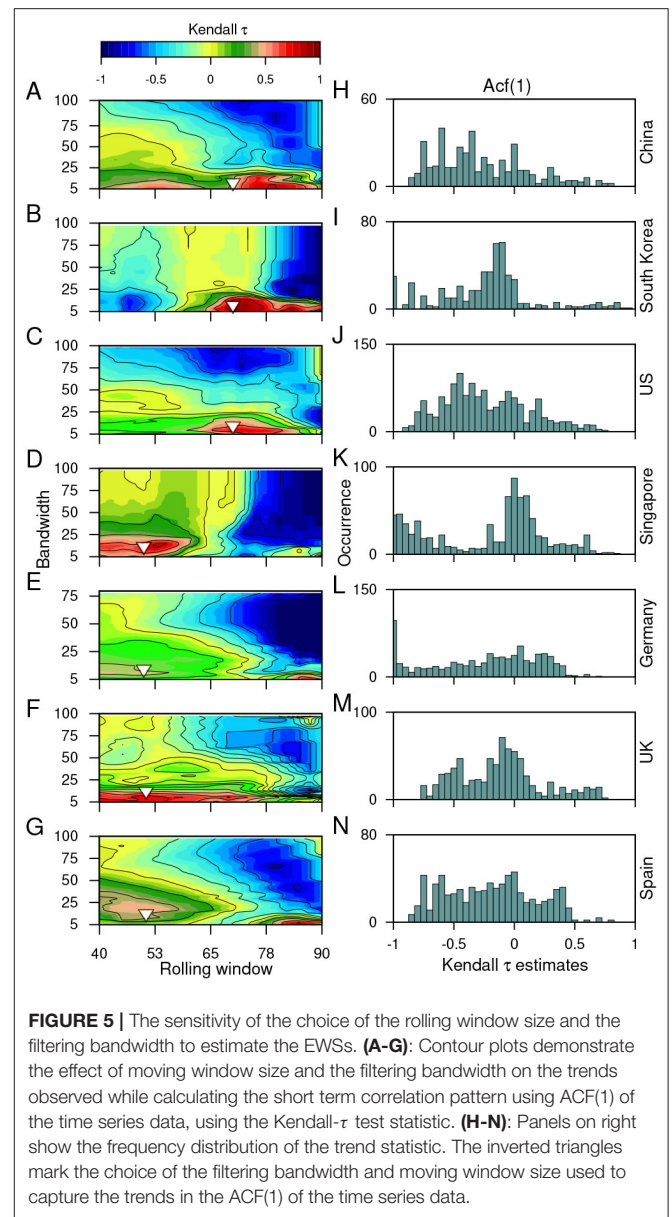 Kendall τ
-1 -0.5 0 0.5 1
A
100
75
50
25
5
H
Acf(1)
60
0
China
B
100
75
50
25
5
I
80
0
South Korea
C
100
75
50
25
5
J
150
0
US
D
100
75
50
25
5
Bandwidth
K
100
0
Occurrence
Singapore
E
75
50
25
5
L
150
0
Germany
F
100
75
50
25
5
M
100
0
UK
G
100
75
50
25
5
N
80
0
Spain
40 53 65 78 90
Rolling window
-1 -0.5 0 0.5 1
Kendall τ estimates
FIGURE 5 | The sensitivity of the choice of the rolling window size and the
filtering bandwidth to estimate the EWSs. (A-G): Contour plots demonstrate
the effect of moving window size and the filtering bandwidth on the trends
observed while calculating the short term correlation pattern using ACF(1) of
the time series data, using the Kendall-τ test statistic. (H-N): Panels on right
show the frequency distribution of the trend statistic. The inverted triangles
mark the choice of the filtering bandwidth and moving window size used to
capture the trends in the ACF(1) of the time series data.